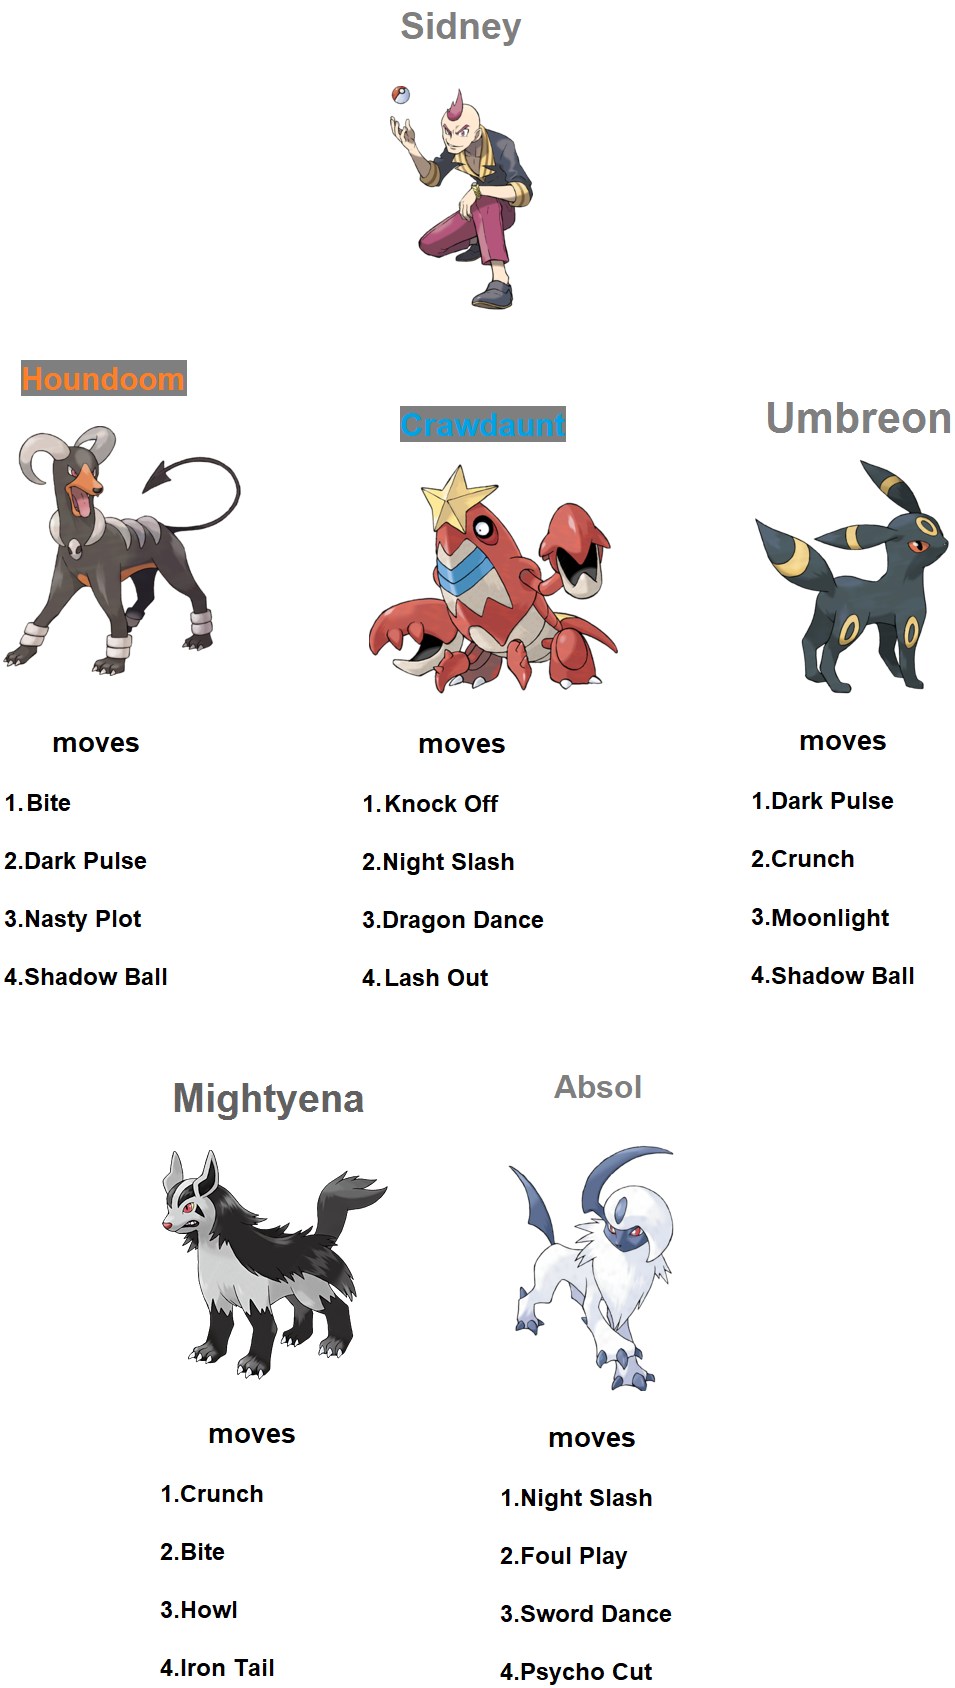 Sidney
Houndoom
Crawdaunt
Umbreon
moves
1.Bite
2.Dark Pulse
3.Nasty Plot
4.Shadow Ball
moves
1.Knock Off
2.Night Slash
3.Dragon Dance
4.Lash Out
moves
1.Dark Pulse
2.Crunch
3.Moonlight
4.Shadow Ball
Mightyena
Absol
moves
1.Crunch
2.Bite
3.Howl
4.Iron Tail
moves
1.Night Slash
2.Foul Play
3.Sword Dance
4.Psycho Cut